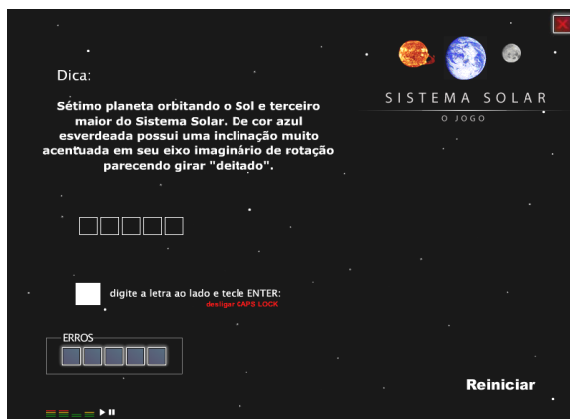 Dica:
Sétimo planeta orbitando o Sol e terceiro
maior do Sistema Solar. De cor azul
esverdeada possui uma inclinação muito
acentuada em seu eixo imaginário de rotação
parecendo girar "deitado".
SISTEMA SOLAR
O JOGO
digite a letra ao lado e tecle ENTER:
desligar CAPS LOCK
ERROS
Reiniciar